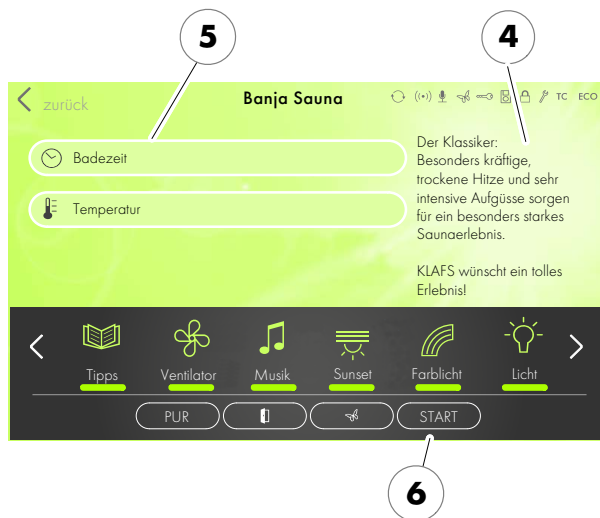 5
4
zurück
Banja Sauna
TC ECO
Badezeit
Temperatur
Der Klassiker:
Besonders kräftige,
trockene Hitze und sehr
intensive Aufgüsse sorgen
für ein besonders starkes
Saunaerlebnis.
KLAFS wünscht ein tolles
Erlebnis!
Tipps
Ventilator
Musik
Sunset
Farblicht
Licht
PUR
START
6